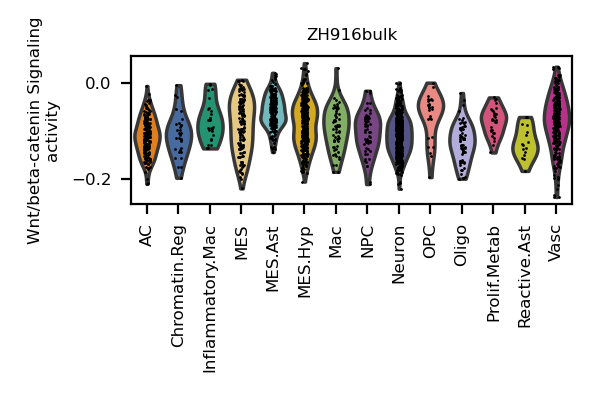 ZH916bulk
Wnt/beta-catenin Signaling
activity
0.0
−0.2
AC
Chromatin.Reg
Inflammatory.Mac
MES
MES.Ast
MES.Hyp
Mac
NPC
Neuron
OPC
Oligo
Prolif.Metab
Reactive.Ast
Vasc